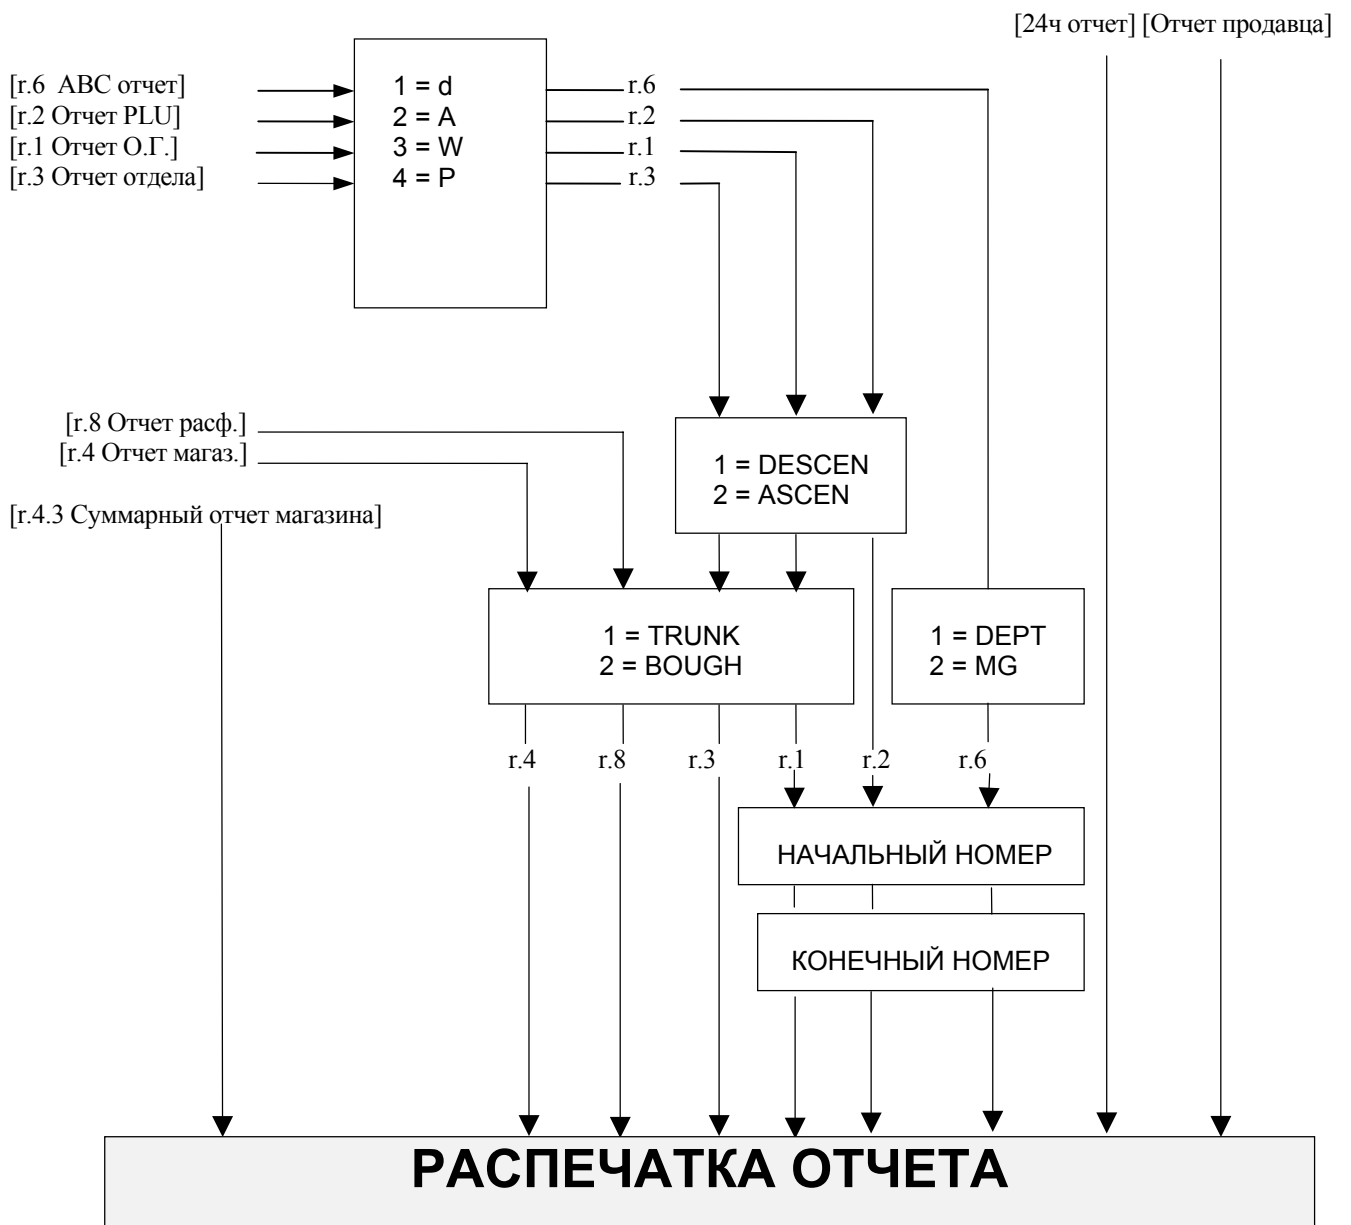 [24ч отчет] [Отчет продавца]
[r.6 ABC отчет]
[r.2 Отчет PLU]
[r.1 Отчет О.Г.]
[r.3 Отчет отдела]
1 = d
2 = A
3 = W
4 = P
r.6
r.2
r.1
r.3
[r.8 Отчет расф.]
[r.4 Отчет магаз.]
[r.4.3 Суммарный отчет магазина]
1 = DESCEN
2 = ASCEN
1 = TRUNK
2 = BOUGH
1 = DEPT
2 = MG
r.4 r.8 r.3 r.1 r.2 r.6
НАЧАЛЬНЫЙ НОМЕР
КОНЕЧНЫЙ НОМЕР
РАСПЕЧАТКА ОТЧЕТА